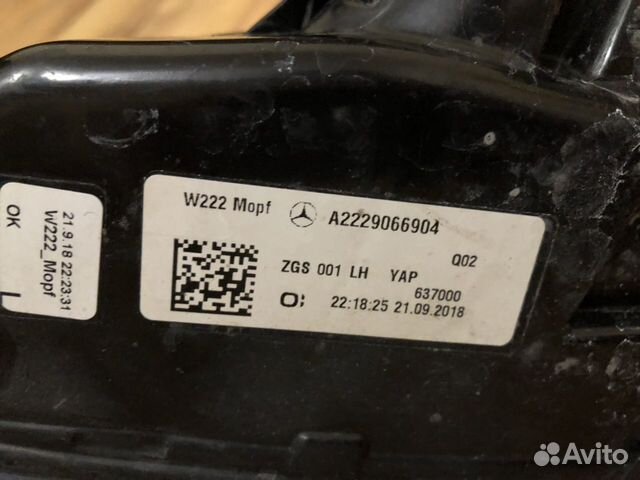 21.9.18 22:23:31
W222_Mopf
OK
W222 Mopf A2229066904
Q02
ZGS 001 LH YAP
637000
22:18:25 21.09.2018
Avito